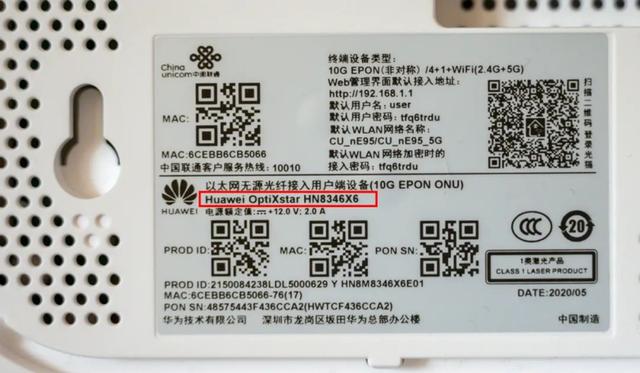 China
unicom中国联通
MAC:
MAC:6CEBB6CB5066
中国联通客户服务热线: 10010
终端设备类型:
10G EPON(非对称) /4+1+WiFi(2.4G+5G)
Web管理界面默认接入地址:
http://192.168.1.1
默认用户名: user
默认用户密码: tfq6trdu
默认WLAN网络名称:
CU_nE95/CU_nE95_5G
默认WLAN网络加密时的
接入密码: tfq6trdu
扫描二维码登录光猫
HUAWEI
以太网无源光纤接入用户端设备(10G EPON ONU)
Huawei OptiXstar HN8346X6
电源额定值: ⎓ +12.0 V; 2.0 A
PROD ID:
MAC:
PON SN:
CCC
20
1类激光产品
CLASS 1 LASER PRODUCT
PROD ID:2150084238LDL5000629 Y HN8M8346X6E01
MAC:6CEBB6CB5066-76(17)
PON SN:48575443F436CCA2(HWTCF436CCA2)
DATE:2020/05
华为技术有限公司 深圳市龙岗区坂田华为总部办公楼
中国制造